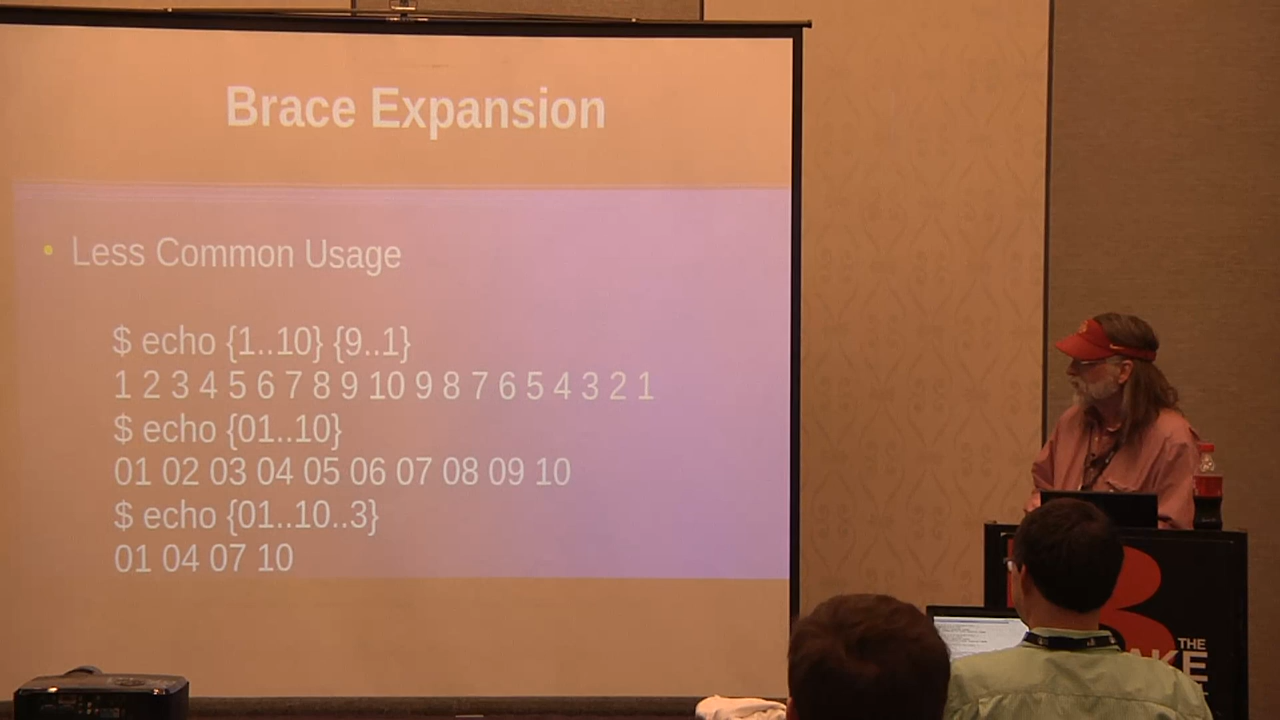 Brace Expansion
• Less Common Usage
$ echo {1..10} {9..1}
1 2 3 4 5 6 7 8 9 10 9 8 7 6 5 4 3 2 1
$ echo {01..10}
01 02 03 04 05 06 07 08 09 10
$ echo {01..10..3}
01 04 07 10
THE